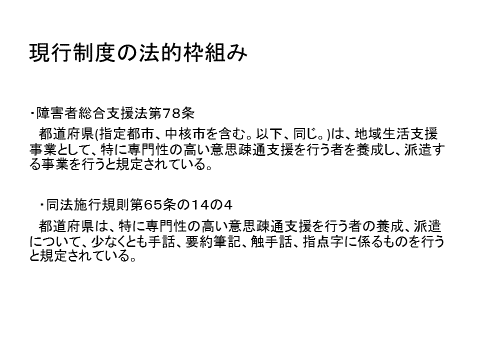 現行制度の法的枠組み
・障害者総合支援法第７８条
都道府県(指定都市、中核市を含む。以下、同じ。)は、地域生活支援
事業として、特に専門性の高い意思疎通支援を行う者を養成し、派遣す
る事業を行うと規定されている。
・同法施行規則第６５条の１４の４
都道府県は、特に専門性の高い意思疎通支援を行う者の養成、派遣
について、少なくとも手話、要約筆記、触手話、指点字に係るものを行う
と規定されている。